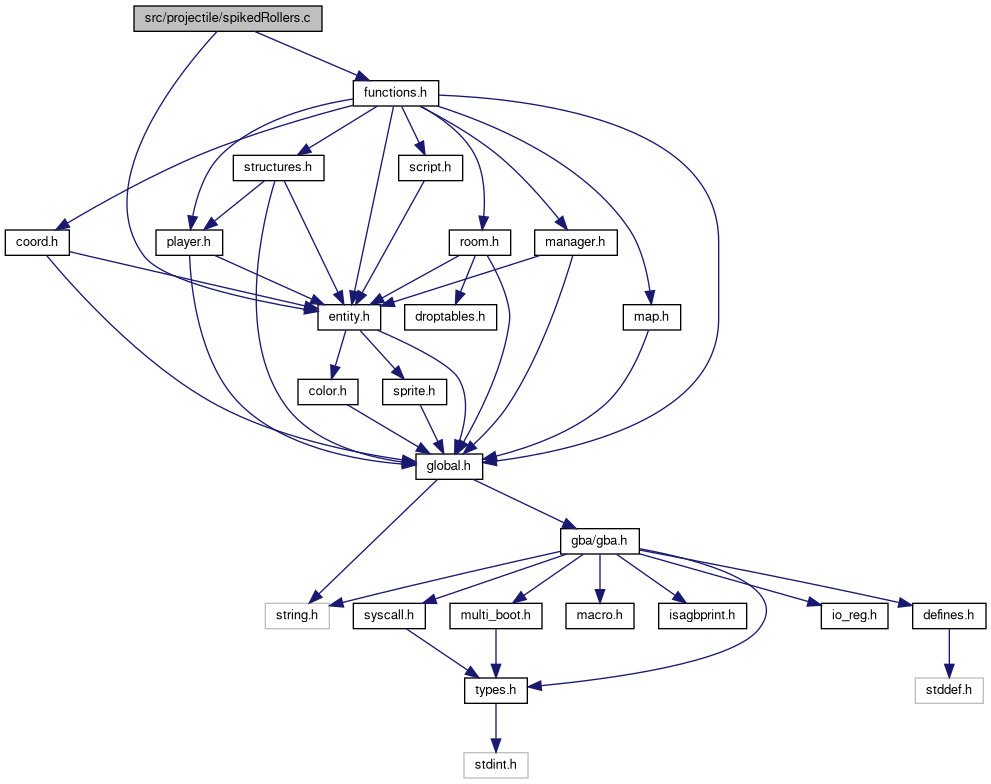 src/projectile/spikedRollers.c
functions.h
structures.h
script.h
coord.h
player.h
room.h
manager.h
entity.h
droptables.h
map.h
color.h
sprite.h
global.h
gba/gba.h
string.h
syscall.h
multi_boot.h
macro.h
isagbprint.h
io_reg.h
defines.h
types.h
stddef.h
stdint.h